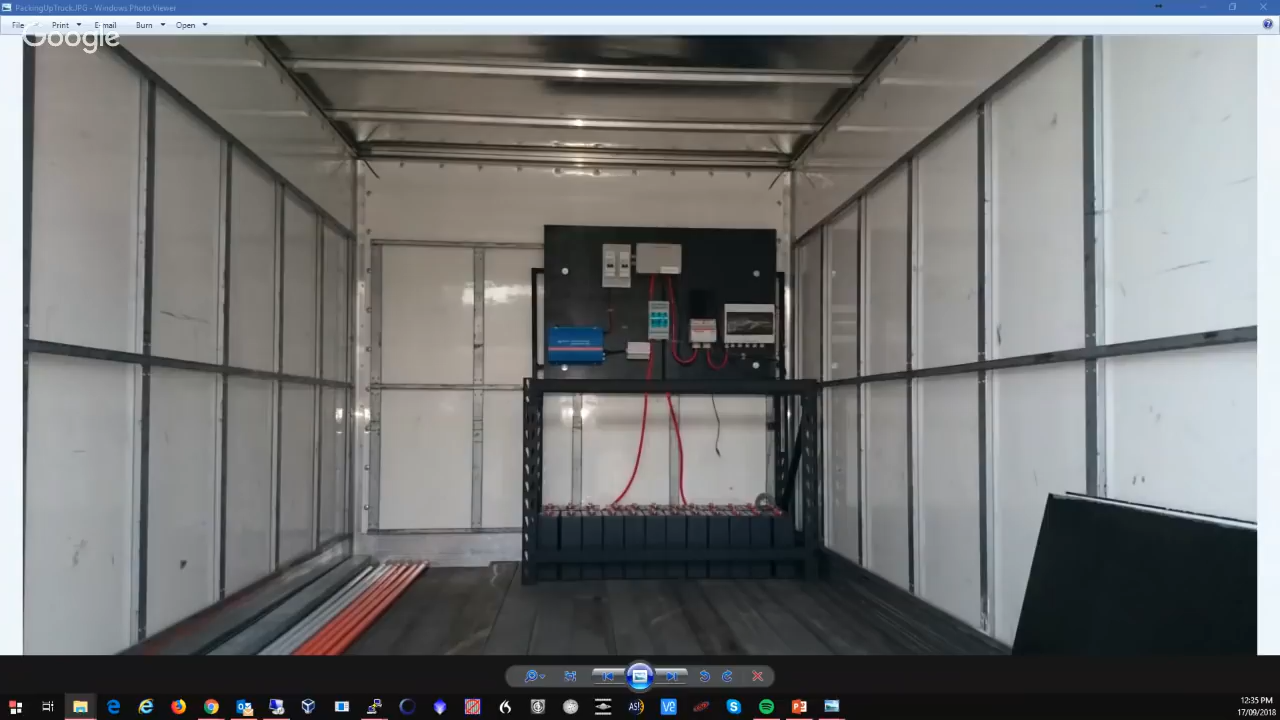 PackingUpTruck.JPG - Windows Photo Viewer
File Print E-mail Burn Open
Google
12:35 PM
17/09/2018